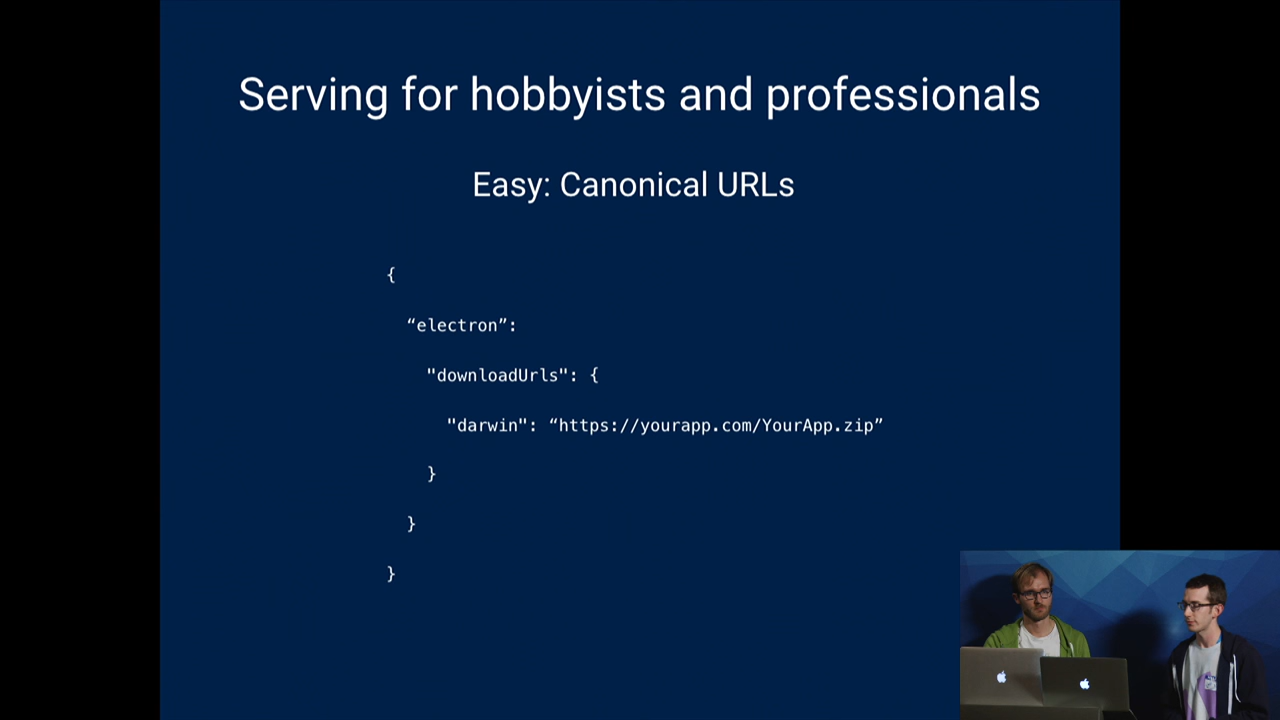 Serving for hobbyists and professionals
Easy: Canonical URLs
{
“electron”:
"downloadUrls": {
"darwin": “https://yourapp.com/YourApp.zip”
}
}
}